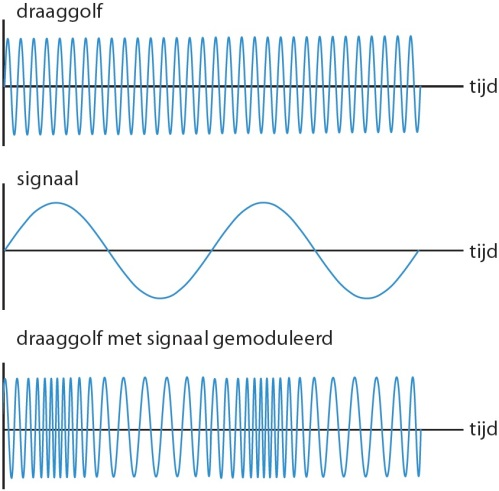 draaggolf
tijd
signaal
tijd
draaggolf met signaal gemoduleerd
tijd